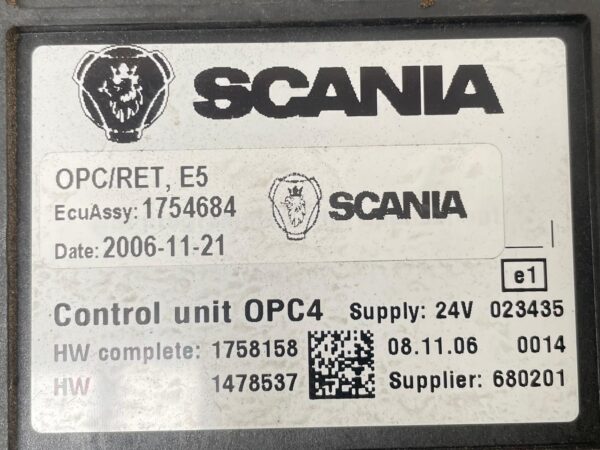 SCANIA
OPC/RET, E5
EcuAssy: 1754684
SCANIA
Date: 2006-11-21
e1
Control unit OPC4 Supply: 24V 023435
HW complete: 1758158 08.11.06 0014
HW 1478537 Supplier: 680201